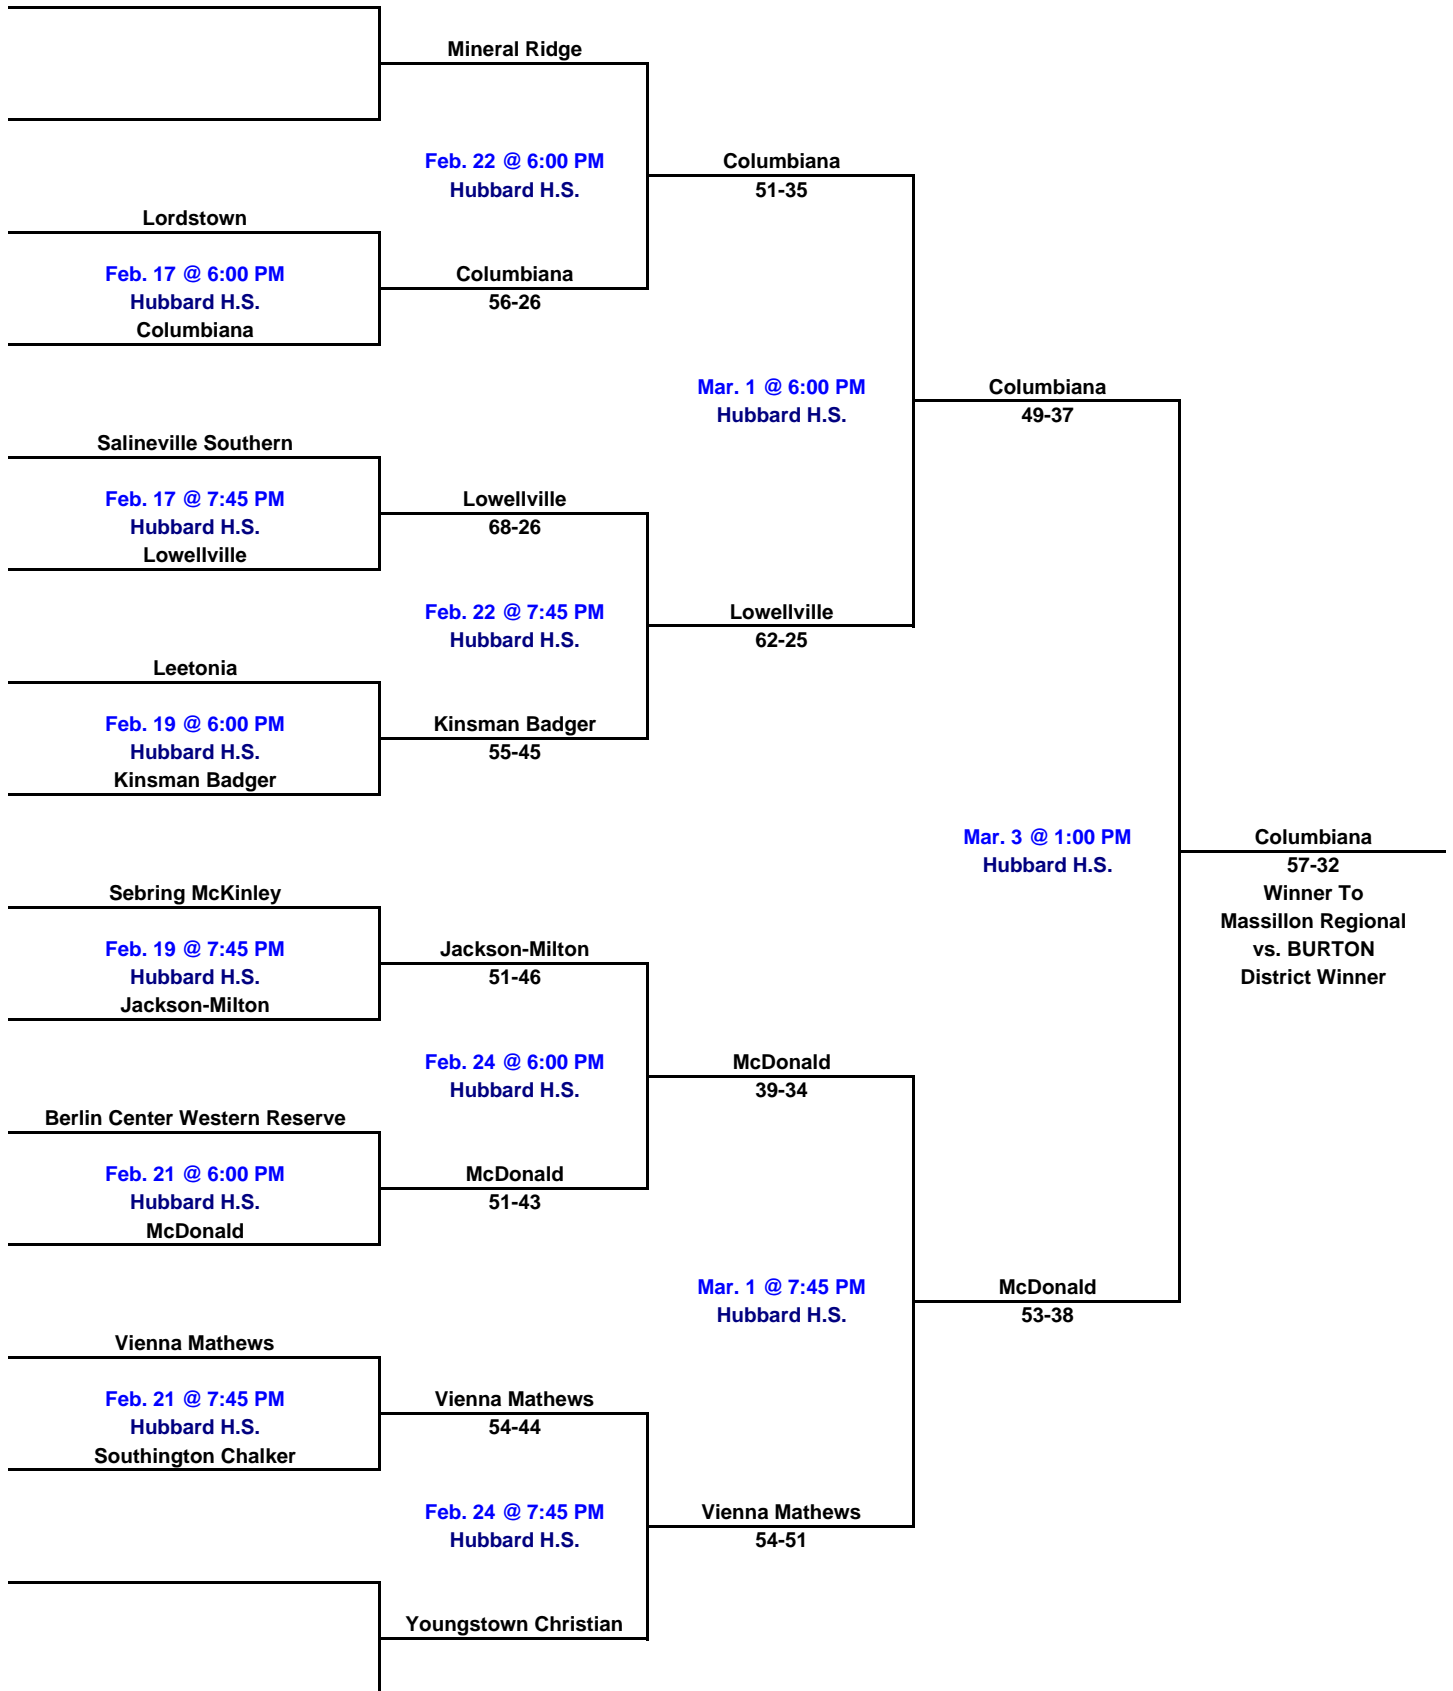 Mineral Ridge
Feb. 22 @ 6:00 PM
Hubbard H.S.
Columbiana
51-35
Lordstown
Feb. 17 @ 6:00 PM
Hubbard H.S.
Columbiana
Columbiana
56-26
Mar. 1 @ 6:00 PM
Hubbard H.S.
Columbiana
49-37
Salineville Southern
Feb. 17 @ 7:45 PM
Hubbard H.S.
Lowellville
Lowellville
68-26
Feb. 22 @ 7:45 PM
Hubbard H.S.
Lowellville
62-25
Leetonia
Feb. 19 @ 6:00 PM
Hubbard H.S.
Kinsman Badger
Kinsman Badger
55-45
Mar. 3 @ 1:00 PM
Hubbard H.S.
Columbiana
57-32
Winner To
Massillon Regional
vs. BURTON
District Winner
Sebring McKinley
Feb. 19 @ 7:45 PM
Hubbard H.S.
Jackson-Milton
Jackson-Milton
51-46
Feb. 24 @ 6:00 PM
Hubbard H.S.
McDonald
39-34
Berlin Center Western Reserve
Feb. 21 @ 6:00 PM
Hubbard H.S.
McDonald
McDonald
51-43
Mar. 1 @ 7:45 PM
Hubbard H.S.
McDonald
53-38
Vienna Mathews
Feb. 21 @ 7:45 PM
Hubbard H.S.
Southington Chalker
Vienna Mathews
54-44
Feb. 24 @ 7:45 PM
Hubbard H.S.
Vienna Mathews
54-51
Youngstown Christian